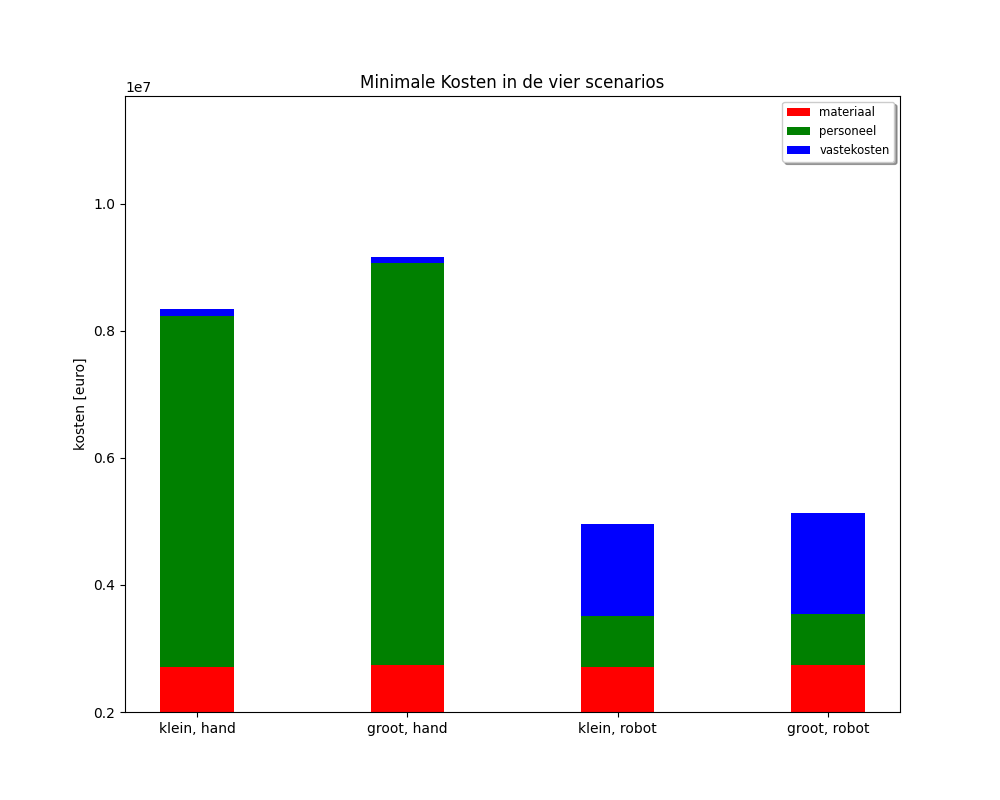 Minimale Kosten in de vier scenarios
1e7
materiaal
personeel
vastekosten
1.0
0.8
0.6
0.4
0.2
kosten [euro]
klein, hand
groot, hand
klein, robot
groot, robot